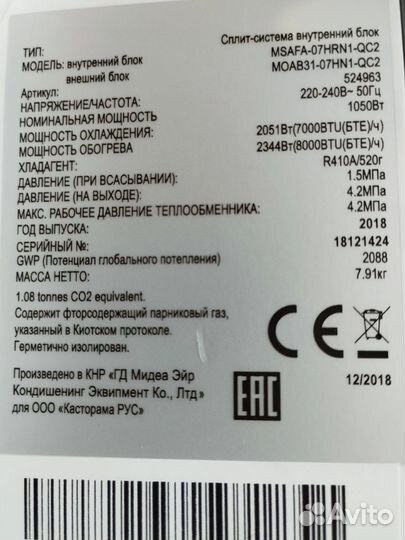 ТИП: Сплит-система внутренний блок
МОДЕЛЬ: внутренний блок MSAFA-07HRN1-QC2
внешний блок MOAB31-07HN1-QC2
Артикул: 524963
НАПРЯЖЕНИЕ/ЧАСТОТА: 220-240В~ 50Гц
НОМИНАЛЬНАЯ МОЩНОСТЬ 1050Вт
МОЩНОСТЬ ОХЛАЖДЕНИЯ: 2051Вт(7000BTU(БТЕ)/ч)
МОЩНОСТЬ ОБОГРЕВА 2344Вт(8000BTU(БТЕ)/ч)
ХЛАДАГЕНТ: R410A/520г
ДАВЛЕНИЕ (ПРИ ВСАСЫВАНИИ): 1.5МПа
ДАВЛЕНИЕ (НА ВЫХОДЕ): 4.2МПа
МАКС. РАБОЧЕЕ ДАВЛЕНИЕ ТЕПЛООБМЕННИКА: 4.2МПа
ГОД ВЫПУСКА: 2018
СЕРИЙНЫЙ №: 18121424
GWP (Потенциал глобального потепления) 2088
МАССА НЕТТО: 7.91кг
1.08 tonnes CO2 equivalent.
Содержит фторсодержащий парниковый газ,
указанный в Киотском протоколе.
Герметично изолирован.
CE
Произведено в КНР «ГД Мидеа Эйр
Кондишенинг Эквипмент Ко., Лтд»
для ООО «Касторама РУС»
EAC
12/2018
Avito